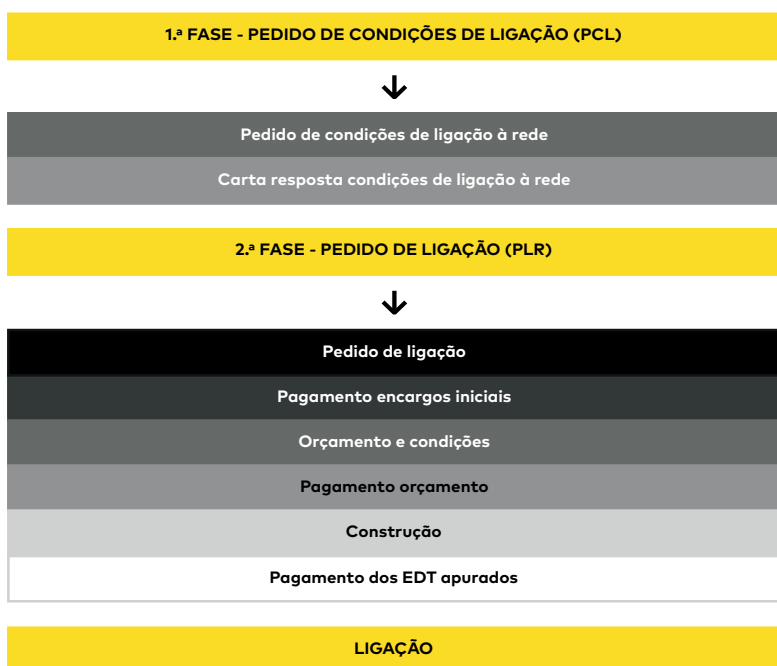 1.ª FASE - PEDIDO DE CONDIÇÕES DE LIGAÇÃO (PCL)
Pedido de condições de ligação à rede
Carta resposta condições de ligação à rede
2.ª FASE - PEDIDO DE LIGAÇÃO (PLR)
Pedido de ligação
Pagamento encargos iniciais
Orçamento e condições
Pagamento orçamento
Construção
Pagamento dos EDT apurados
LIGAÇÃO